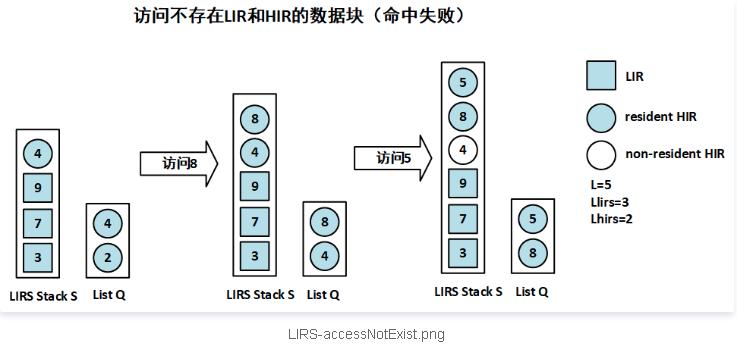 访问不存在LIR和HIR的数据块（命中失败）
4
9
7
3
4
2
LIRS Stack S
List Q
访问8
8
4
9
7
3
8
4
LIRS Stack S
List Q
访问5
5
8
4
9
7
3
5
8
LIRS Stack S
List Q
LIR
resident HIR
non-resident HIR
L=5
Llirs=3
Lhirs=2
LIRS-accessNotExist.png